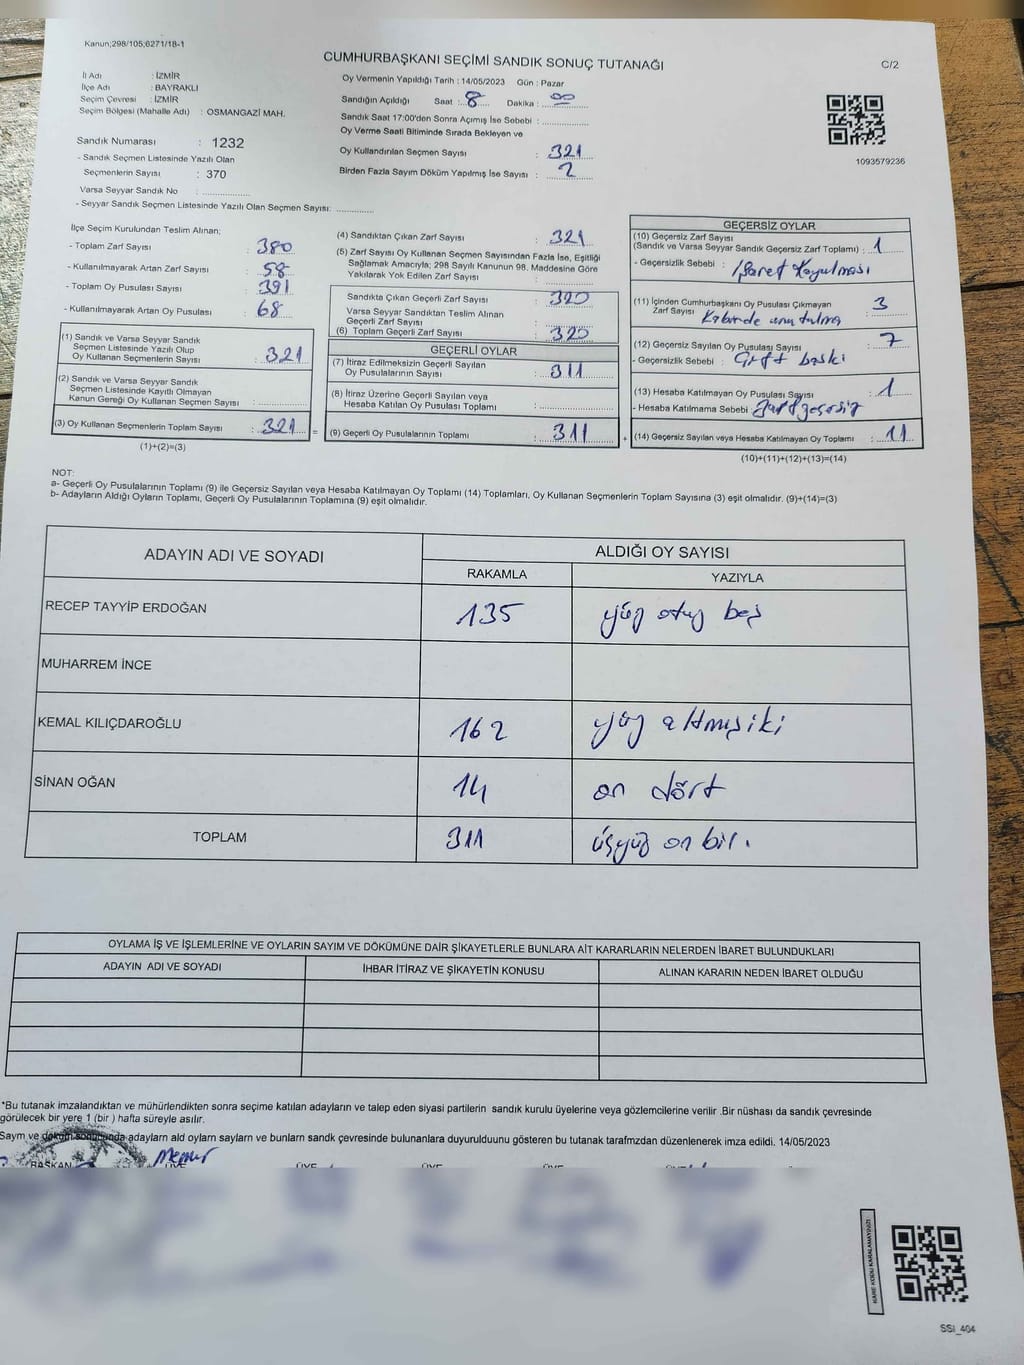 Kanun;298/105;6271/18-1
CUMHURBAŞKANI SEÇİMİ SANDIK SONUÇ TUTANAĞI
C/2
İl Adı : İZMİR
İlçe Adı : BAYRAKLI
Seçim Çevresi : İZMİR
Seçim Bölgesi (Mahalle Adı) : OSMANGAZİ MAH.
Sandık Numarası : 1232
- Sandık Seçmen Listesinde Yazılı Olan
Seçmenlerin Sayısı : 370
Varsa Seyyar Sandık No :
- Seyyar Sandık Seçmen Listesinde Yazılı Olan Seçmen Sayısı:
Oy Vermenin Yapıldığı Tarih : 14/05/2023 Gün : Pazar
Sandığın Açıldığı Saat : 8 Dakika : 00
Sandık Saat 17:00'den Sonra Açımış İse Sebebi :
Oy Verme Saati Bitiminde Sırada Bekleyen ve
Oy Kullandırılan Seçmen Sayısı : 321
Birden Fazla Sayım Döküm Yapılmış İse Sayısı : 2
1093579236
İlçe Seçim Kurulundan Teslim Alınan;
- Toplam Zarf Sayısı : 380
- Kullanılmayarak Artan Zarf Sayısı : 58
- Toplam Oy Pusulası Sayısı : 391
- Kullanılmayarak Artan Oy Pusulası : 68
(1) Sandık ve Varsa Seyyar Sandık
Seçmen Listesinde Yazılı Olup
Oy Kullanan Seçmenlerin Sayısı : 321
(2) Sandık ve Varsa Seyyar Sandık
Seçmen Listesinde Kayıtlı Olmayan
Kanun Gereği Oy Kullanan Seçmen Sayısı :
(3) Oy Kullanan Seçmenlerin Toplam Sayısı : 321
(1)+(2)=(3)
(4) Sandıktan Çıkan Zarf Sayısı : 321
(5) Zarf Sayısı Oy Kullanan Seçmen Sayısından Fazla İse, Eşitliği
Sağlamak Amacıyla; 298 Sayılı Kanunun 98. Maddesine Göre
Yakılarak Yok Edilen Zarf Sayısı :
Sandıkta Çıkan Geçerli Zarf Sayısı : 320
Varsa Seyyar Sandıktan Teslim Alınan
Geçerli Zarf Sayısı :
(6) Toplam Geçerli Zarf Sayısı : 320
GEÇERLİ OYLAR
(7) İtiraz Edilmeksizin Geçerli Sayılan
Oy Pusulalarının Sayısı : 311
(8) İtiraz Üzerine Geçerli Sayılan veya
Hesaba Katılan Oy Pusulası Toplamı :
= (9) Geçerli Oy Pusulalarının Toplamı : 311 +
GEÇERSİZ OYLAR
(10) Geçersiz Zarf Sayısı
(Sandık ve Varsa Seyyar Sandık Geçersiz Zarf Toplamı) : 1
- Geçersizlik Sebebi : İşaret Koyulması
(11) İçinden Cumhurbaşkanı Oy Pusulası Çıkmayan
Zarf Sayısı : 3
Kabinde unutulmş
(12) Geçersiz Sayılan Oy Pusulası Sayısı : 7
- Geçersizlik Sebebi : Çift baskı
(13) Hesaba Katılmayan Oy Pusulası Sayısı : 1
- Hesaba Katılmama Sebebi : Zarf geçersiz
(14) Geçersiz Sayılan veya Hesaba Katılmayan Oy Toplamı : 11
(10)+(11)+(12)+(13)=(14)
NOT:
a- Geçerli Oy Pusulalarının Toplamı (9) ile Geçersiz Sayılan veya Hesaba Katılmayan Oy Toplamı (14) Toplamları, Oy Kullanan Seçmenlerin Toplam Sayısına (3) eşit olmalıdır. (9)+(14)=(3)
b- Adayların Aldığı Oyların Toplamı, Geçerli Oy Pusulalarının Toplamına (9) eşit olmalıdır.
ADAYIN ADI VE SOYADI
ALDIĞI OY SAYISI
RAKAMLA YAZIYLA
RECEP TAYYİP ERDOĞAN 135 yüz otuz beş
MUHARREM İNCE
KEMAL KILIÇDAROĞLU 162 yüz altmış iki
SİNAN OĞAN 14 on dört
TOPLAM 311 üçyüz on bir.
OYLAMA İŞ VE İŞLEMLERİNE VE OYLARIN SAYIM VE DÖKÜMÜNE DAİR ŞİKAYETLERLE BUNLARA AİT KARARLARIN NELERDEN İBARET BULUNDUKLARI
ADAYIN ADI VE SOYADI İHBAR İTİRAZ VE ŞİKAYETİN KONUSU ALINAN KARARIN NEDEN İBARET OLDUĞU
*Bu tutanak imzalandıktan ve mühürlendikten sonra seçime katılan adayların ve talep eden siyasi partilerin sandık kurulu üyelerine veya gözlemcilerine verilir .Bir nüshası da sandık çevresinde
görülecek bir yere 1 (bir ) hafta süreyle asılır.
Saym ve döküm sonucunda adaylarn ald oylarn saylarn ve bunlarn sandk çevresinde bulunanlara duyurulduunu gösteren bu tutanak tarafmzdan düzenlenerek imza edildi. 14/05/2023
Memur
BAŞKAN ÜYE ÜYE ÜYE ÜYE
KARE KODU KARALAMAYINIZ!
SSİ_404